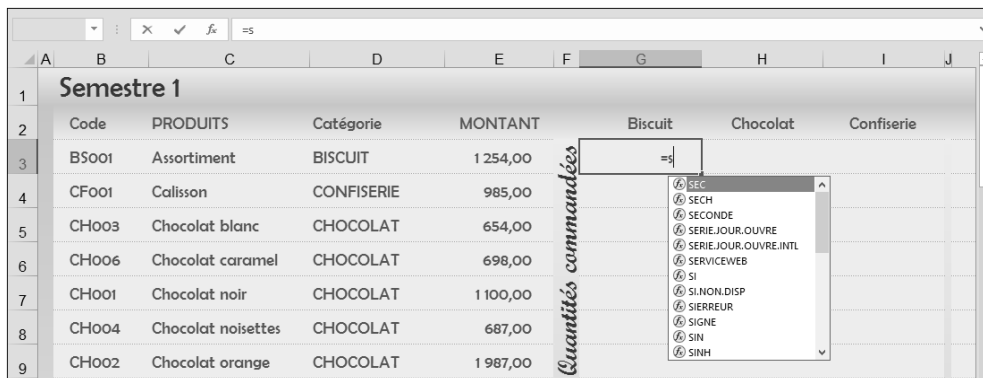 =s
A B C D E F G H I J
1 Semestre 1
2 Code PRODUITS Catégorie MONTANT Biscuit Chocolat Confiserie
3 BS001 Assortiment BISCUIT 1 254,00 =s
4 CF001 Calisson CONFISERIE 985,00
5 CH003 Chocolat blanc CHOCOLAT 654,00
6 CH006 Chocolat caramel CHOCOLAT 698,00
7 CH001 Chocolat noir CHOCOLAT 1 100,00
8 CH004 Chocolat noisettes CHOCOLAT 687,00
9 CH002 Chocolat orange CHOCOLAT 1 987,00
Quantités commandées
SEC
SECH
SECONDE
SERIE.JOUR.OUVRE
SERIE.JOUR.OUVRE.INTL
SERVICEWEB
SI
SI.NON.DISP
SIERREUR
SIGNE
SIN
SINH